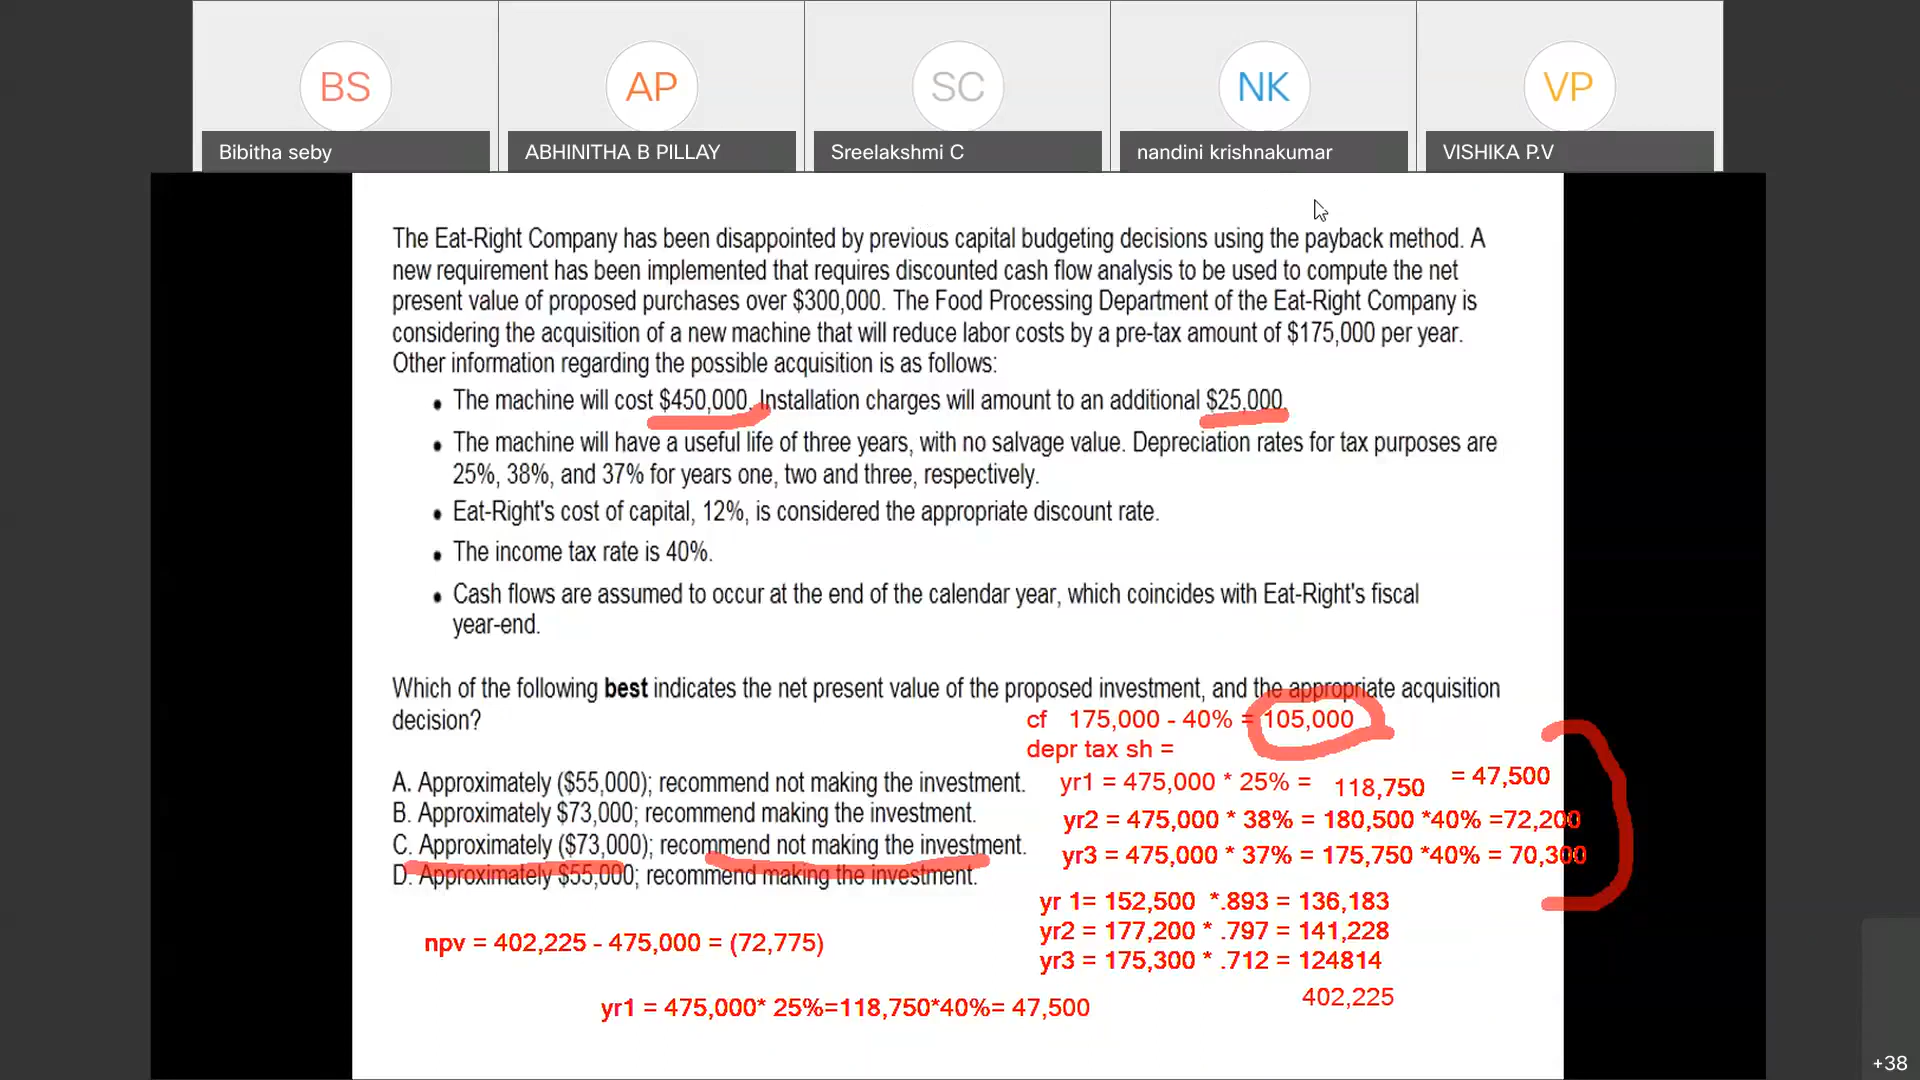 BS
AP
SC
NK
VP
Bibitha seby
ABHINITHA B PILLAY
Sreelakshmi C
nandini krishnakumar
VISHIKA P.V
The Eat-Right Company has been disappointed by previous capital budgeting decisions using the payback method. A
new requirement has been implemented that requires discounted cash flow analysis to be used to compute the net
present value of proposed purchases over $300,000. The Food Processing Department of the Eat-Right Company is
considering the acquisition of a new machine that will reduce labor costs by a pre-tax amount of $175,000 per year.
Other information regarding the possible acquisition is as follows:
• The machine will cost $450,000. Installation charges will amount to an additional $25,000.
• The machine will have a useful life of three years, with no salvage value. Depreciation rates for tax purposes are
25%, 38%, and 37% for years one, two and three, respectively.
• Eat-Right's cost of capital, 12%, is considered the appropriate discount rate.
• The income tax rate is 40%.
• Cash flows are assumed to occur at the end of the calendar year, which coincides with Eat-Right's fiscal
year-end.
Which of the following best indicates the net present value of the proposed investment, and the appropriate acquisition
decision?
cf 175,000 - 40% = 105,000
depr tax sh =
A. Approximately ($55,000); recommend not making the investment.
yr1 = 475,000 * 25% = 118,750 = 47,500
B. Approximately $73,000; recommend making the investment.
yr2 = 475,000 * 38% = 180,500 *40% =72,200
C. Approximately ($73,000); recommend not making the investment.
yr3 = 475,000 * 37% = 175,750 *40% = 70,300
D. Approximately $55,000; recommend making the investment.
yr 1= 152,500 *.893 = 136,183
yr2 = 177,200 * .797 = 141,228
npv = 402,225 - 475,000 = (72,775)
yr3 = 175,300 * .712 = 124814
402,225
yr1 = 475,000* 25%=118,750*40%= 47,500
+38